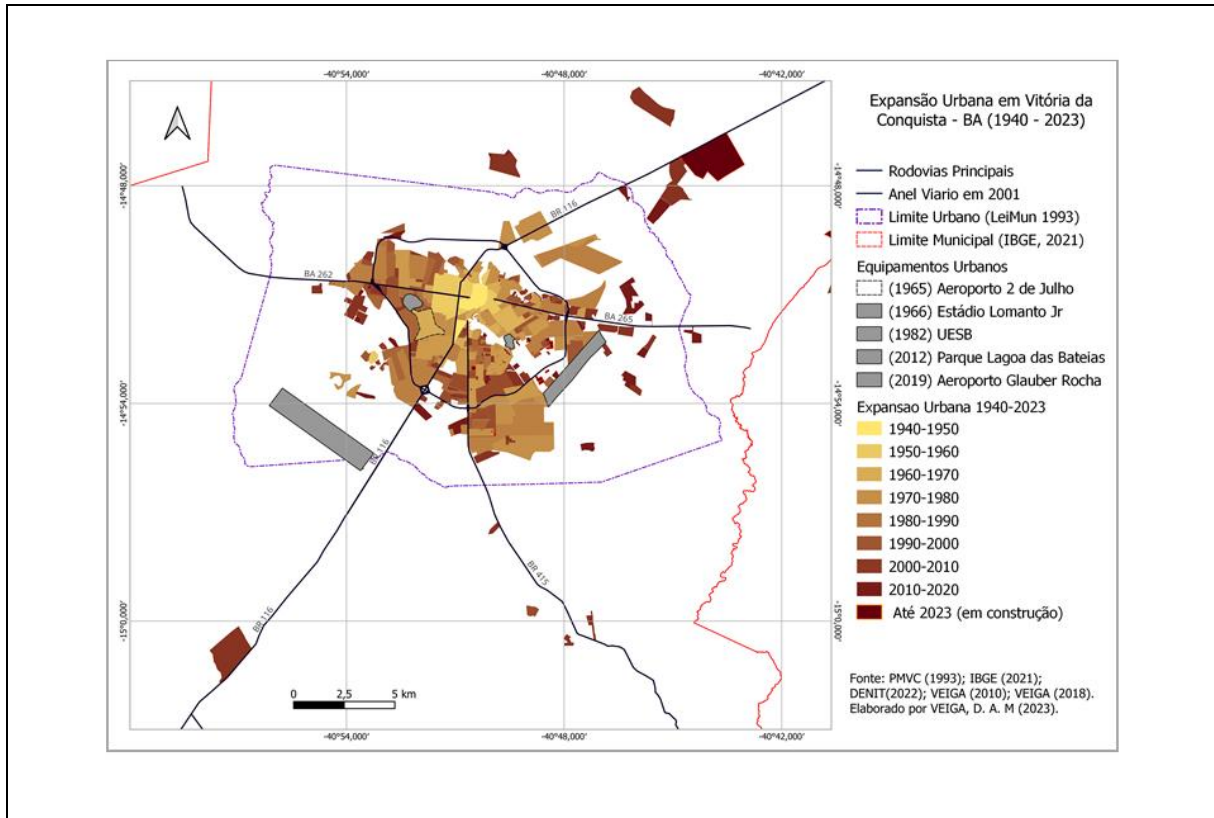 -40°54,000'
-40°48,000'
-40°42,000'
Expansão Urbana em Vitória da
Conquista - BA (1940 - 2023)
Rodovias Principais
Anel Viario em 2001
Limite Urbano (LeiMun 1993)
Limite Municipal (IBGE, 2021)
Equipamentos Urbanos
(1965) Aeroporto 2 de Julho
(1966) Estádio Lomanto Jr
(1982) UESB
(2012) Parque Lagoa das Bateias
(2019) Aeroporto Glauber Rocha
Expansao Urbana 1940-2023
1940-1950
1950-1960
1960-1970
1970-1980
1980-1990
1990-2000
2000-2010
2010-2020
Até 2023 (em construção)
Fonte: PMVC (1993); IBGE (2021);
DENIT(2022); VEIGA (2010); VEIGA (2018).
Elaborado por VEIGA, D. A. M (2023).
-14°48,000'
-14°48,000'
BR 116
BA 262
BA 265
-14°54,000'
-14°54,000'
BR 116
BR 415
-15°0,000'
-15°0,000'
BR 116
0
2,5
5 km
-40°54,000'
-40°48,000'
-40°42,000'